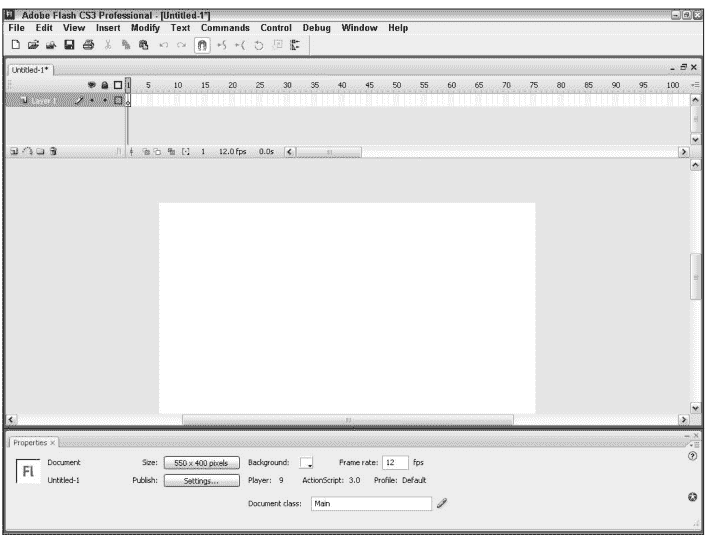 Fl Adobe Flash CS3 Professional - [Untitled-1*]
File Edit View Insert Modify Text Commands Control Debug Window Help
Untitled-1*
1 5 10 15 20 25 30 35 40 45 50 55 60 65 70 75 80 85 90 95 100
Layer 1
1 12.0 fps 0.0s
Properties ×
Fl
Document Size: 550 x 400 pixels Background: Frame rate: 12 fps
Untitled-1 Publish: Settings... Player: 9 ActionScript: 3.0 Profile: Default
Document class: Main